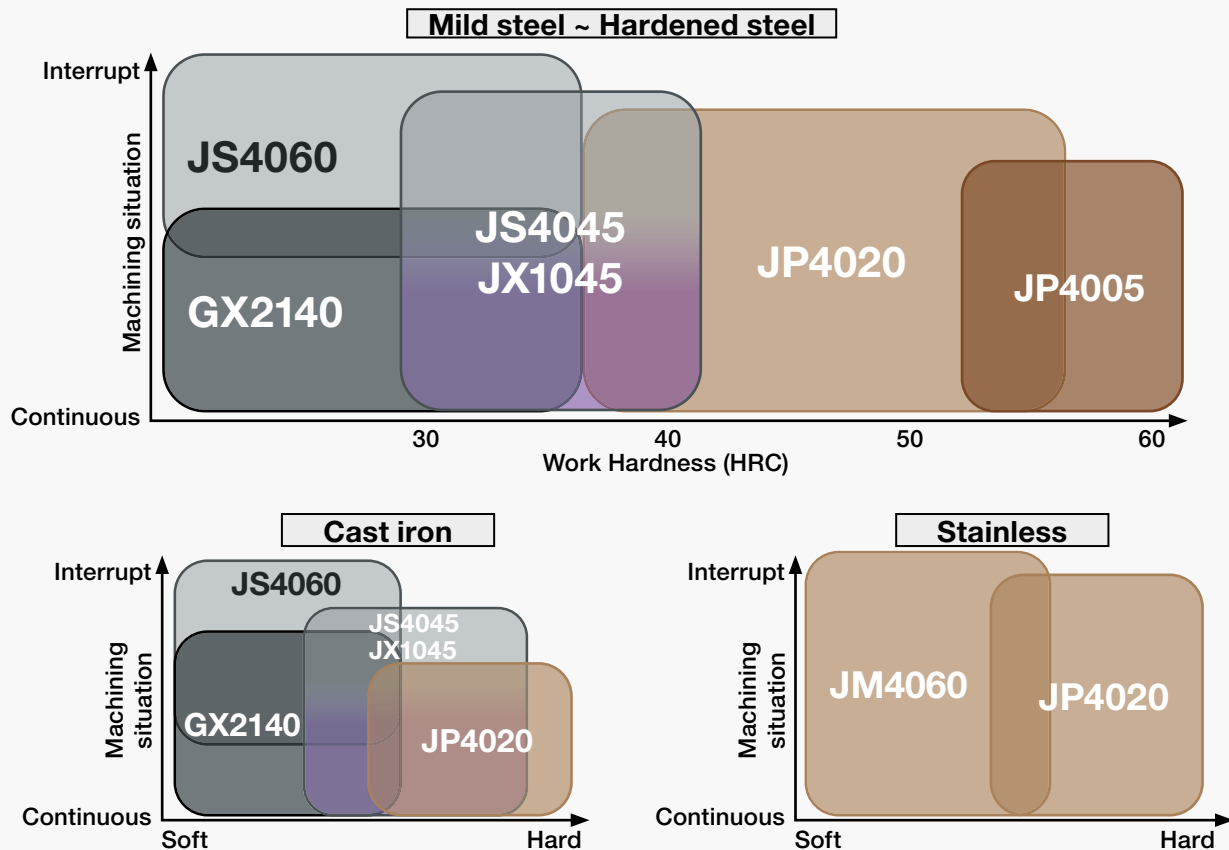 Mild steel ~ Hardened steel
Interrupt
Machining situation
Continuous
JS4060
GX2140
JS4045
JX1045
JP4020
JP4005
30 40 50 60
Work Hardness (HRC)
Cast iron
Interrupt
Machining
situation
Continuous
JS4060
JS4045
JX1045
GX2140
JP4020
Soft Hard
Stainless
Interrupt
Machining
situation
Continuous
JM4060
JP4020
Soft Hard